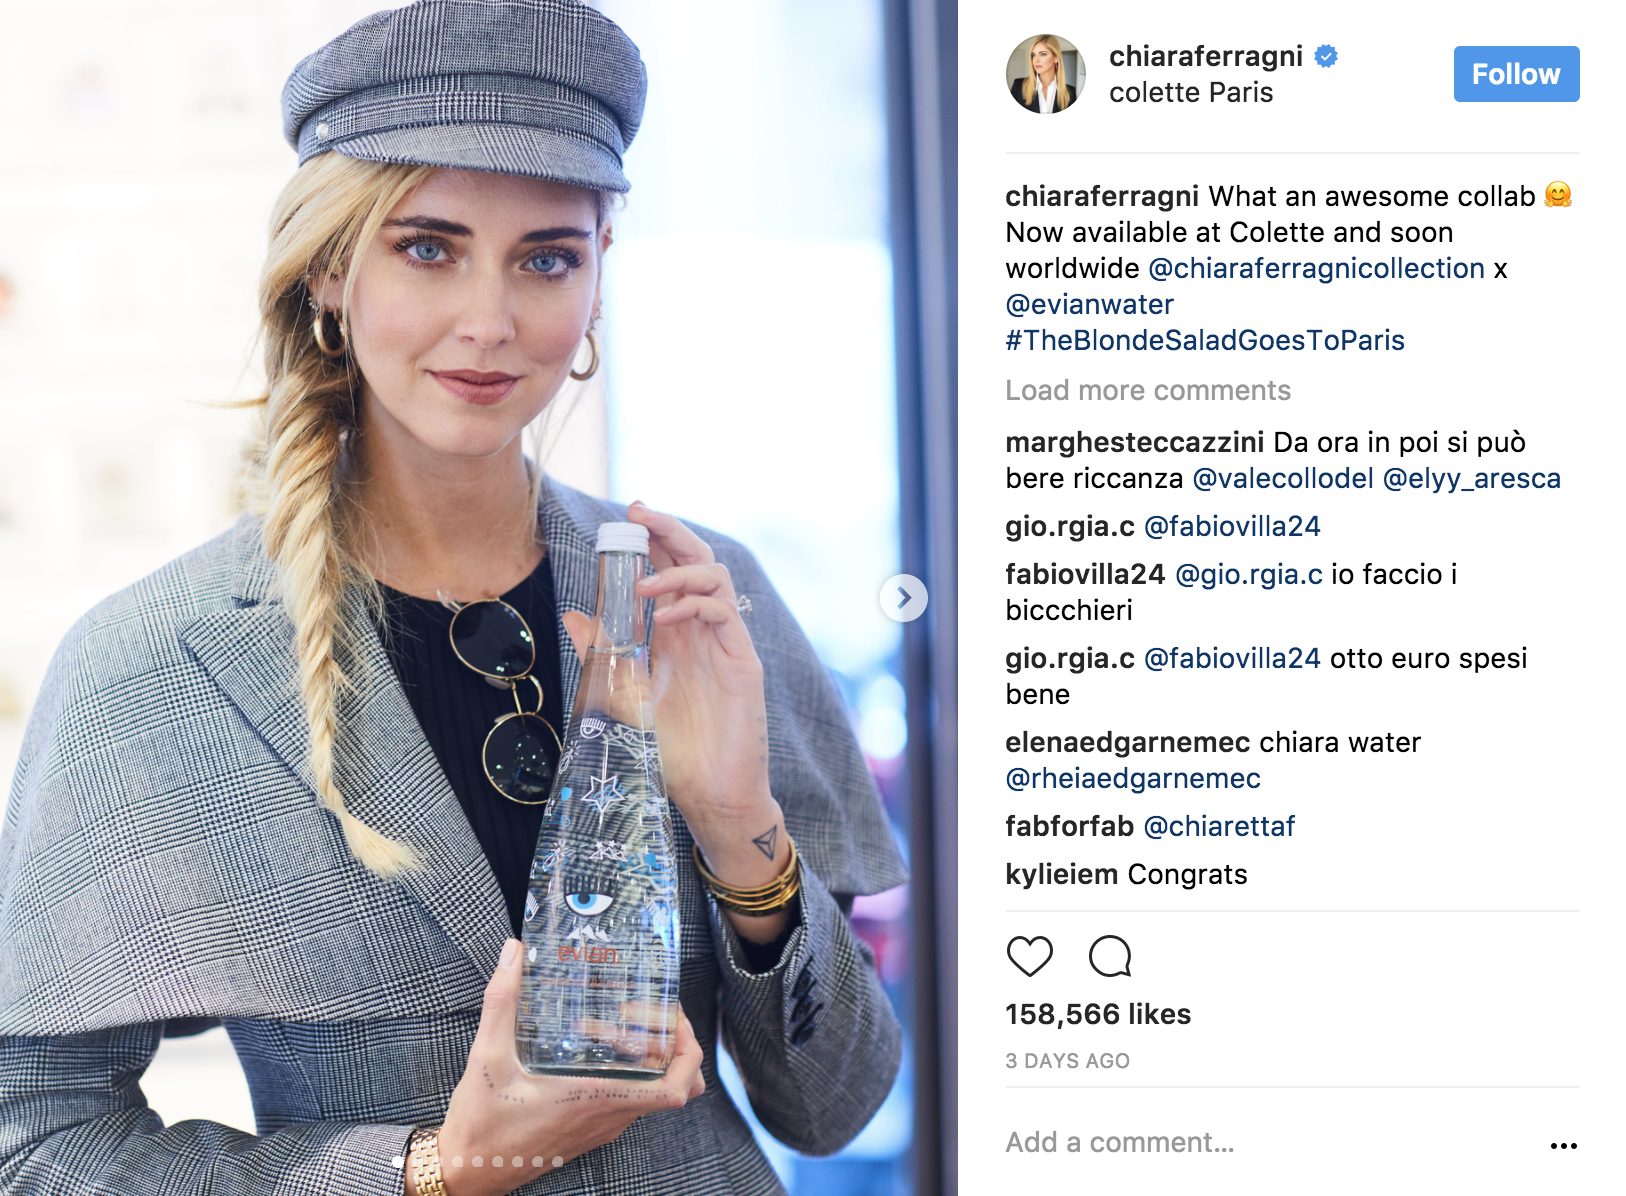 evian
chiaraferragni
colette Paris
Follow
chiaraferragni What an awesome collab 🤗
Now available at Colette and soon
worldwide @chiaraferragnicollection x
@evianwater
#TheBlondeSaladGoesToParis
Load more comments
marghesteccazzini Da ora in poi si può
bere riccanza @valecollodel @elyy_aresca
gio.rgia.c @fabiovilla24
fabiovilla24 @gio.rgia.c io faccio i
biccchieri
gio.rgia.c @fabiovilla24 otto euro spesi
bene
elenaedgarnemec chiara water
@rheiaedgarnemec
fabforfab @chiarettaf
kylieiem Congrats
158,566 likes
3 DAYS AGO
Add a comment...